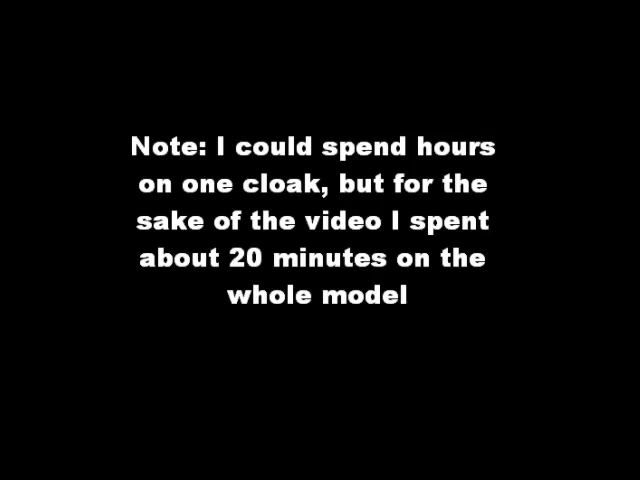 Note: I could spend hours
on one cloak, but for the
sake of the video I spent
about 20 minutes on the
whole model